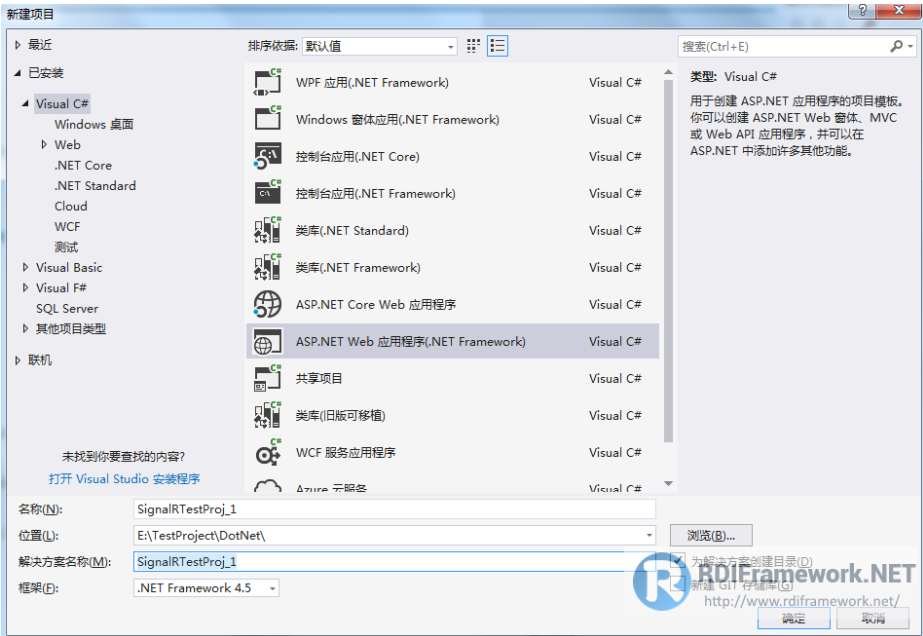 新建项目
最近
已安装
Visual C#
Windows 桌面
Web
.NET Core
.NET Standard
Cloud
WCF
测试
Visual Basic
Visual F#
SQL Server
其他项目类型
联机
未找到你要查找的内容?
打开 Visual Studio 安装程序
排序依据: 默认值
WPF 应用(.NET Framework) Visual C#
Windows 窗体应用(.NET Framework) Visual C#
控制台应用(.NET Core) Visual C#
控制台应用(.NET Framework) Visual C#
类库(.NET Standard) Visual C#
类库(.NET Framework) Visual C#
ASP.NET Core Web 应用程序 Visual C#
ASP.NET Web 应用程序(.NET Framework) Visual C#
共享项目 Visual C#
类库(旧版可移植) Visual C#
WCF 服务应用程序 Visual C#
Azure 云服务 Visual C#
搜索(Ctrl+E)
类型: Visual C#
用于创建 ASP.NET 应用程序的项目模板。
你可以创建 ASP.NET Web 窗体、MVC
或 Web API 应用程序，并可以在
ASP.NET 中添加许多其他功能。
名称(N): SignalRTestProj_1
位置(L): E:\TestProject\DotNet\ 浏览(B)...
解决方案名称(M): SignalRTestProj_1 为解决方案创建目录(D)
框架(F): .NET Framework 4.5 新建 GIT 存储库(G)
RDIFramework.NET
http://www.rdiframework.net/
确定 取消